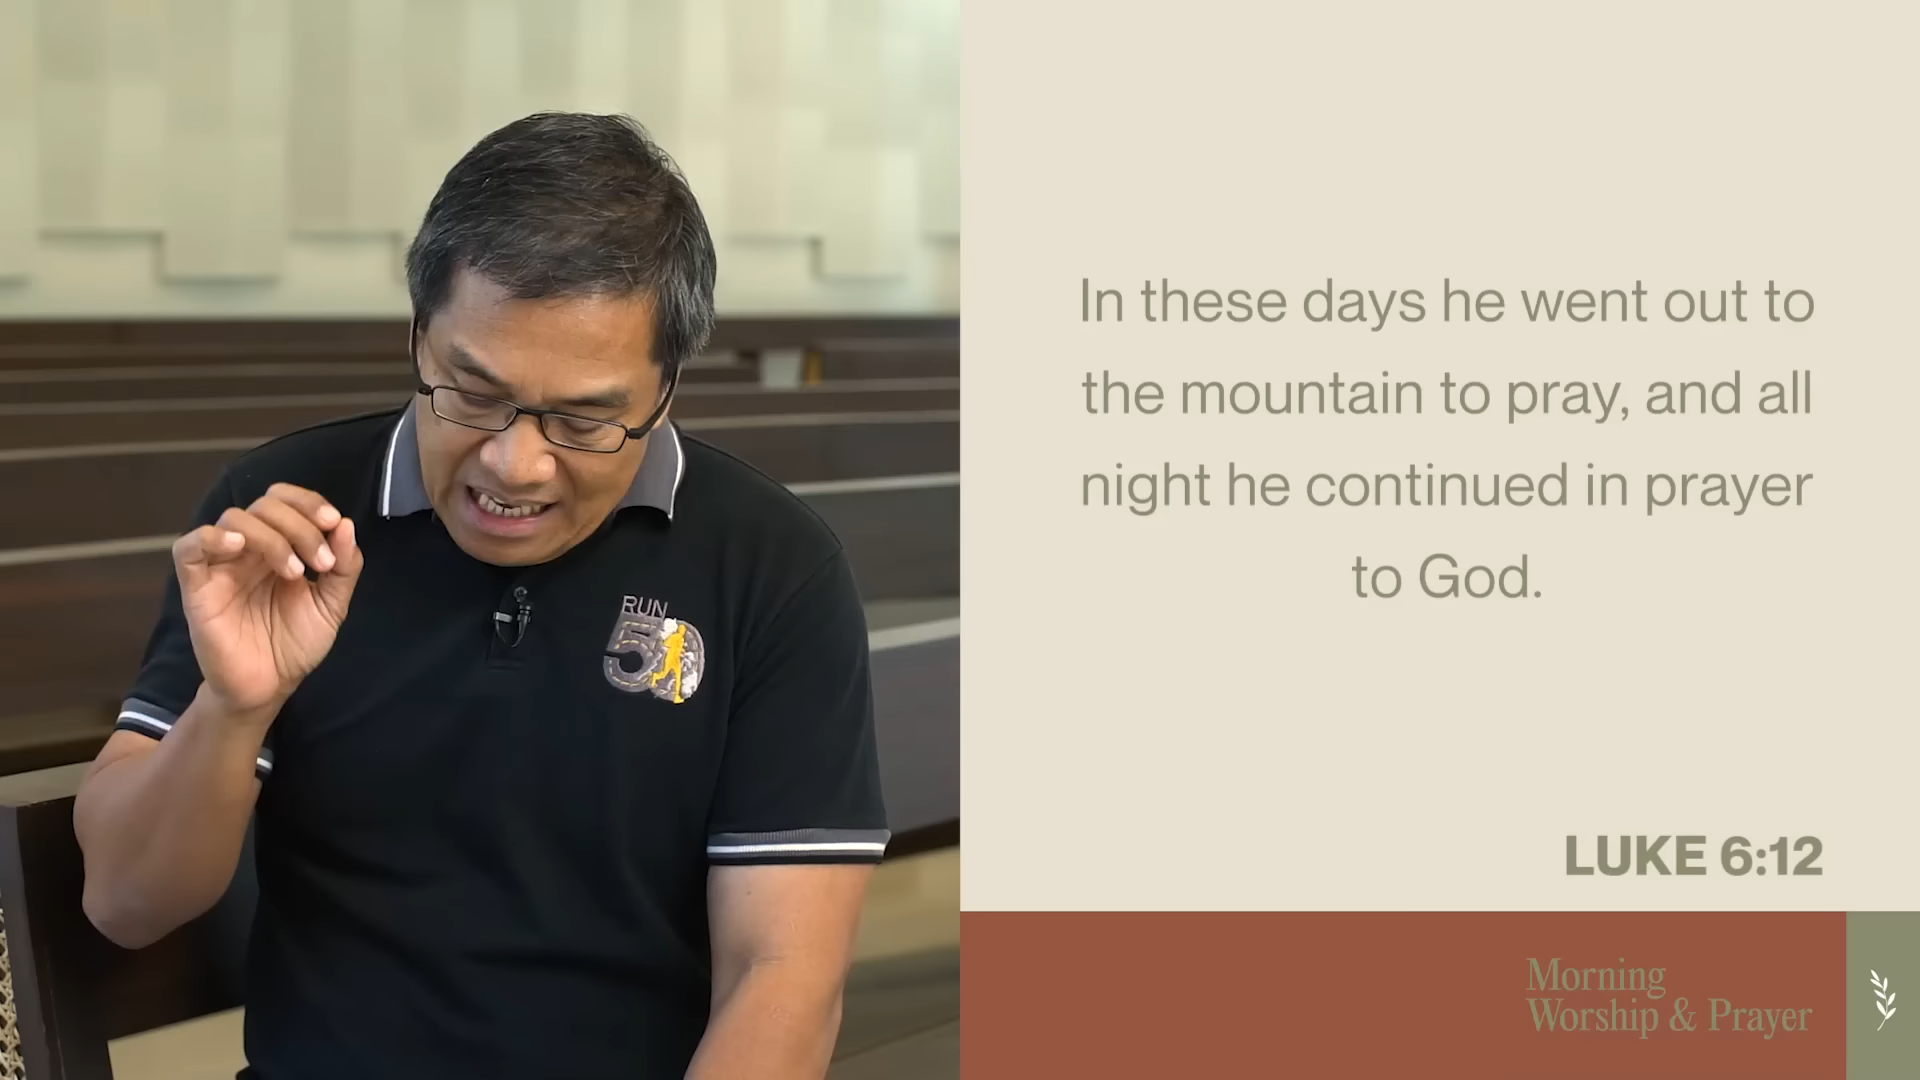 RUN
50
In these days he went out to
the mountain to pray, and all
night he continued in prayer
to God.
LUKE 6:12
Morning
Worship & Prayer